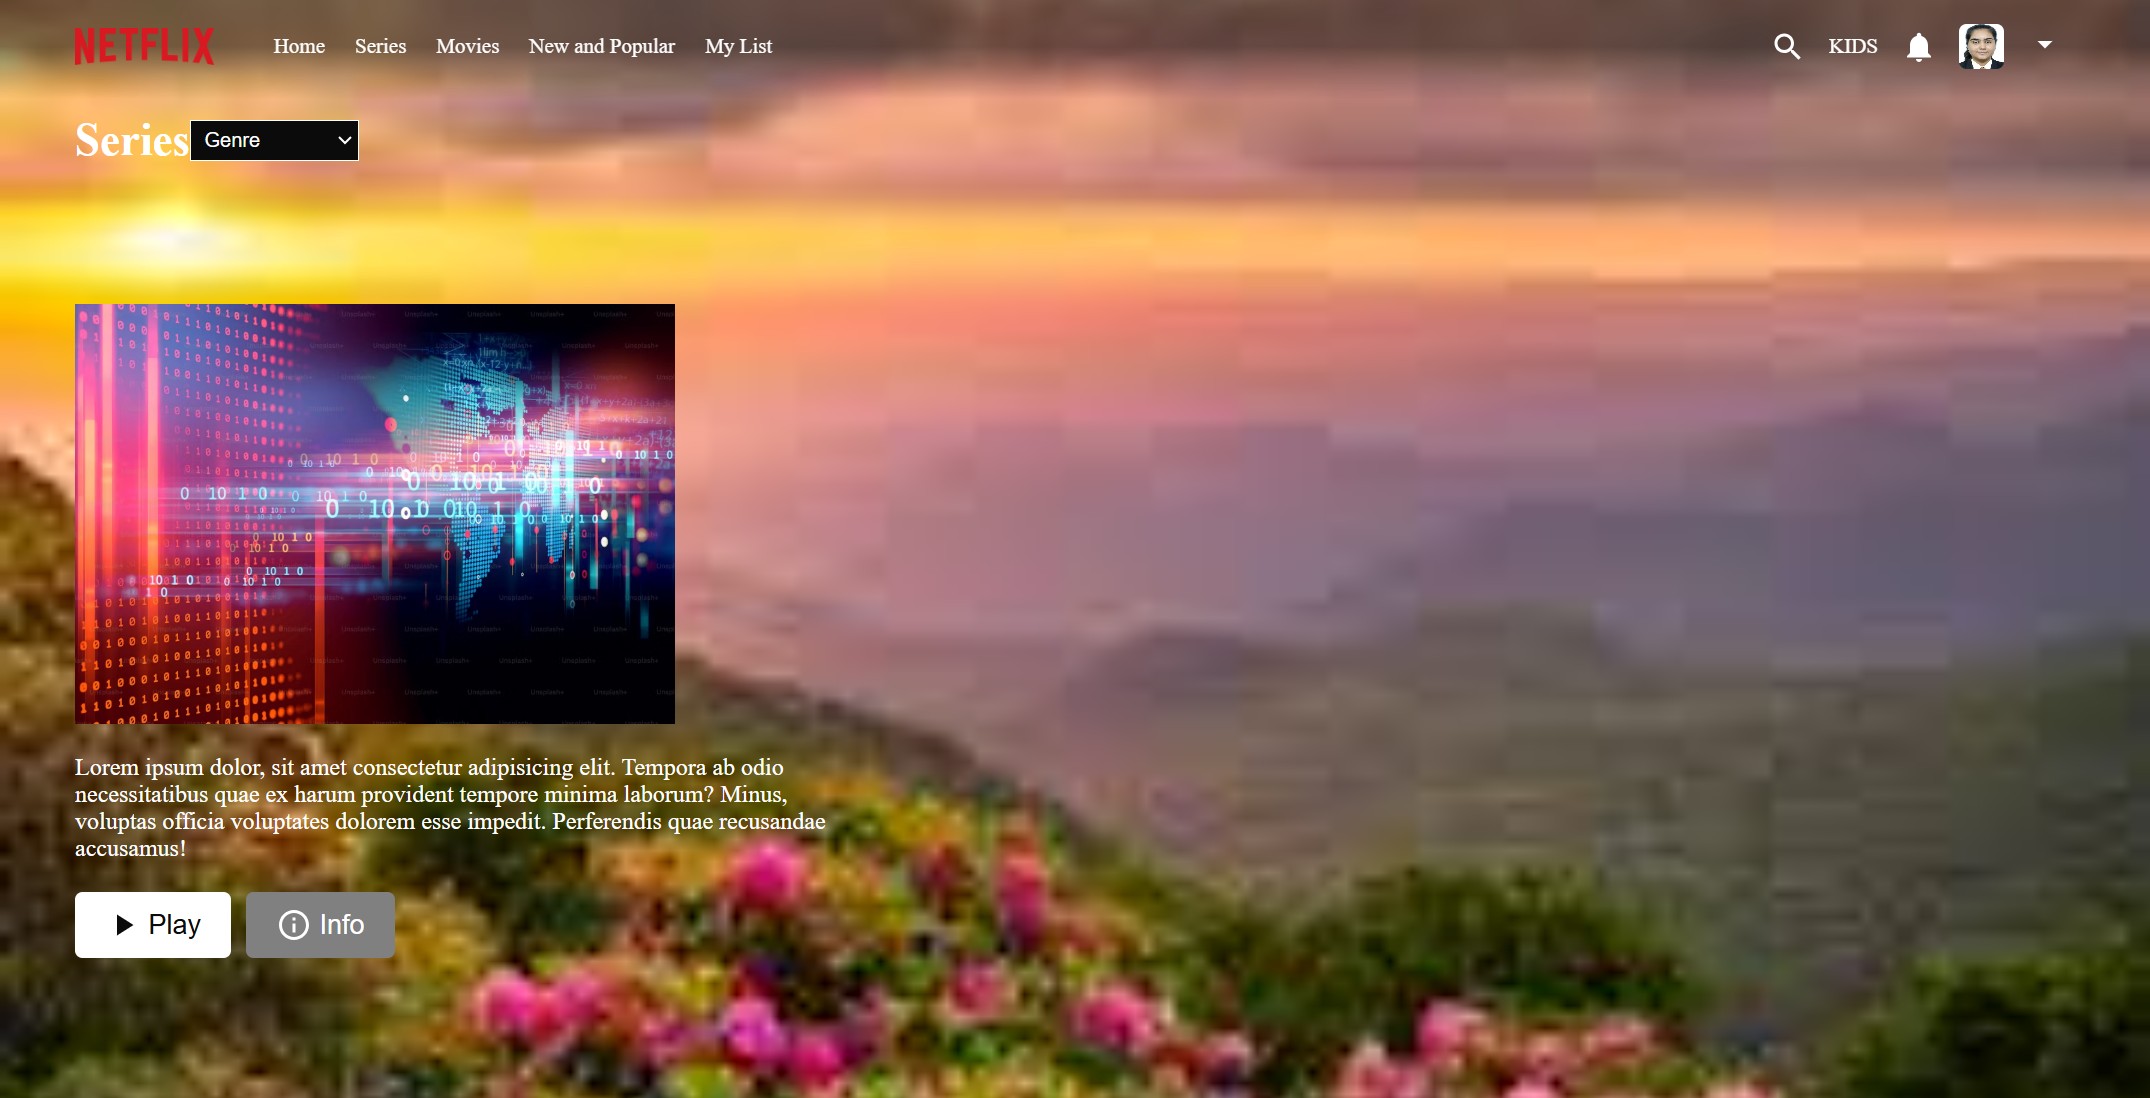 NETFLIX Home Series Movies New and Popular My List KIDS
Series Genre
Lorem ipsum dolor, sit amet consectetur adipisicing elit. Tempora ab odio
necessitatibus quae ex harum provident tempore minima laborum? Minus,
voluptas officia voluptates dolorem esse impedit. Perferendis quae recusandae
accusamus!
Play Info